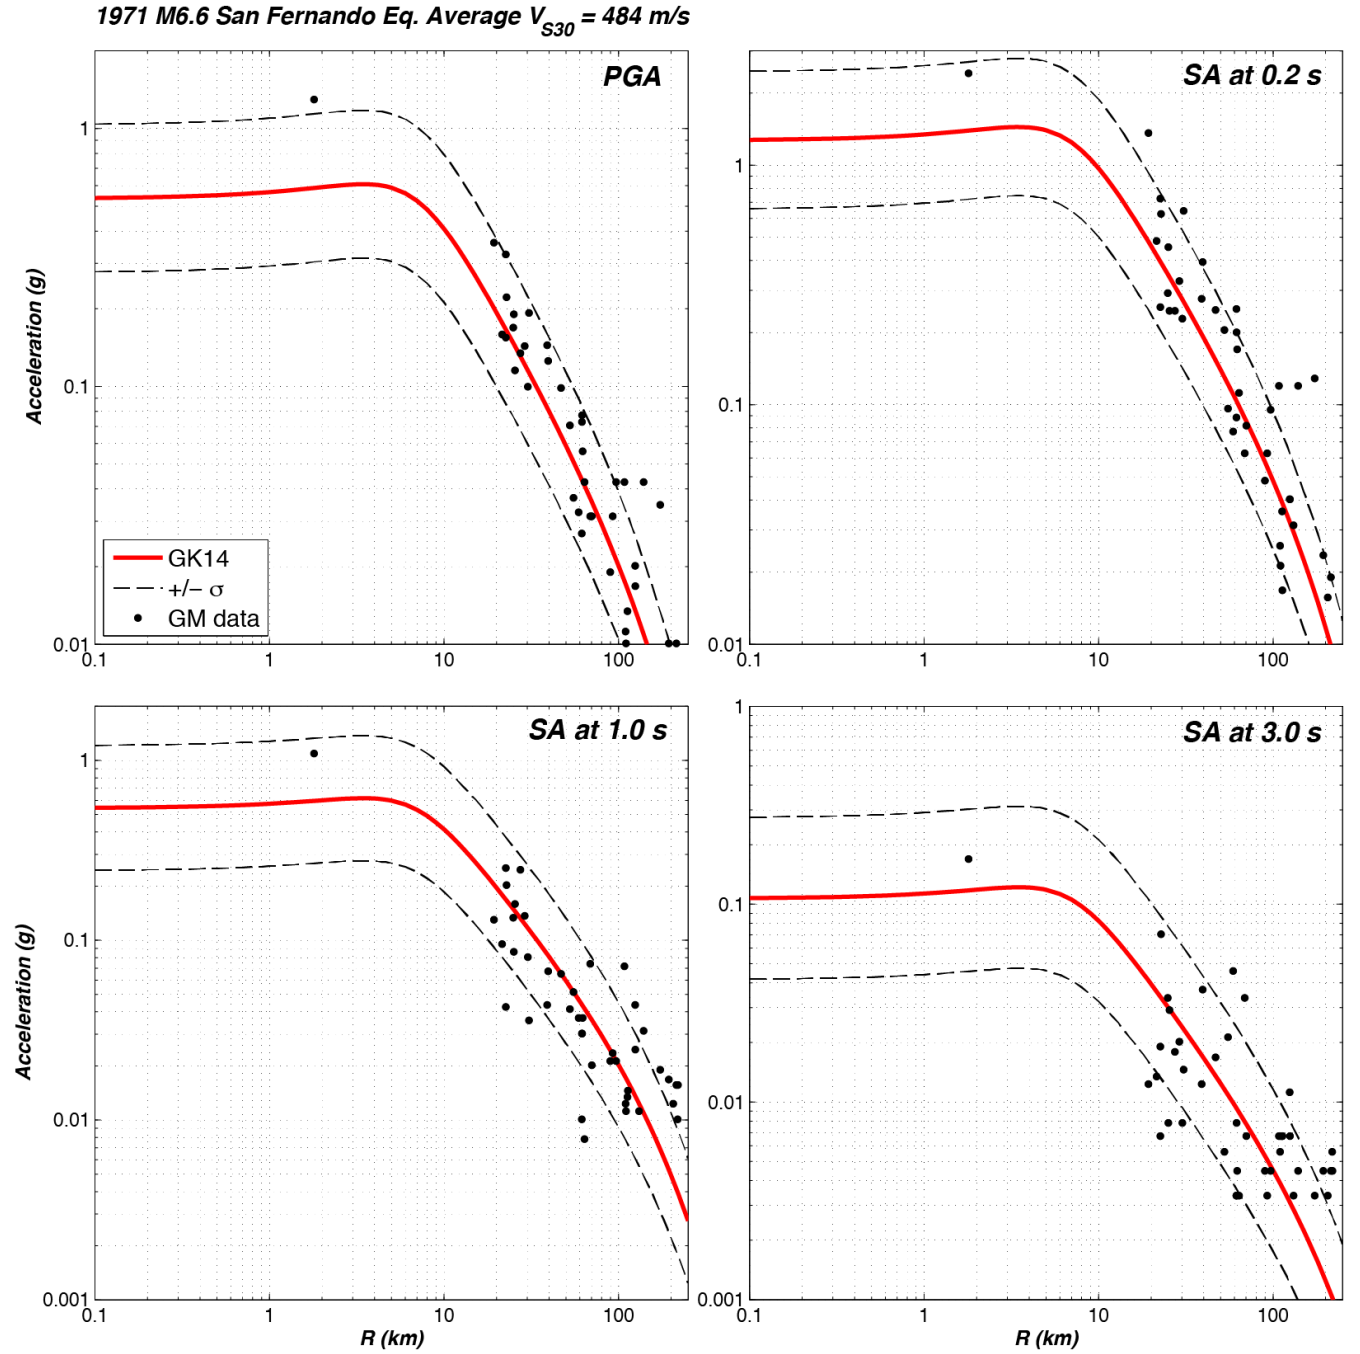 1971 M6.6 San Fernando Eq. Average VS30 = 484 m/s
PGA
SA at 0.2 s
1
0.1
0.01
Acceleration (g)
GK14
+/− σ
GM data
0.1 1 10 100
1
0.1
0.01
0.1 1 10 100
SA at 1.0 s
SA at 3.0 s
1
0.1
0.01
0.001
Acceleration (g)
0.1 1 10 100
R (km)
1
0.1
0.01
0.001
0.1 1 10 100
R (km)